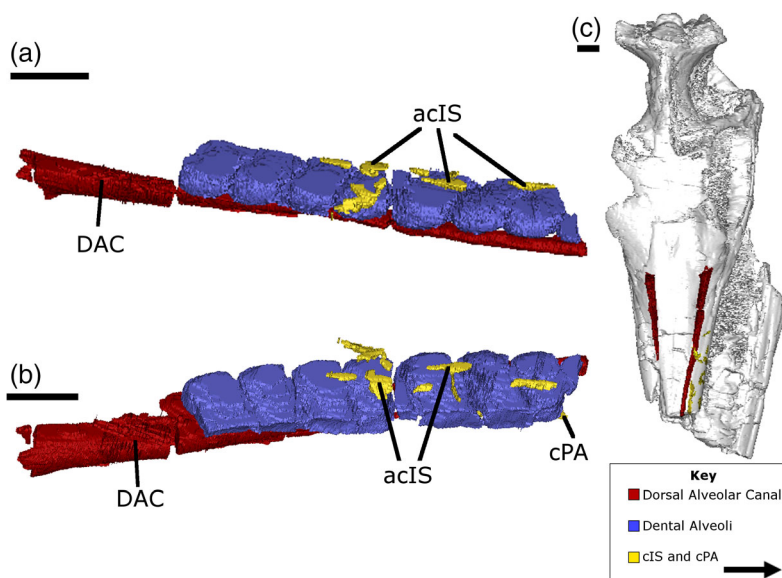 (a)
acIS
DAC
(b)
DAC
acIS
cPA
(c)
Key
Dorsal Alveolar Canal
Dental Alveoli
cIS and cPA